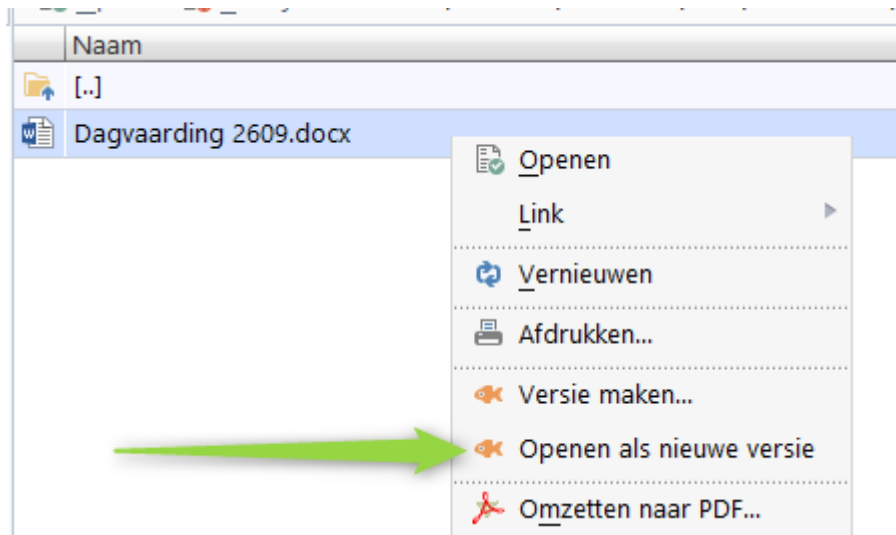 Naam
[..]
Dagvaarding 2609.docx
Openen
Link
Vernieuwen
Afdrukken...
Versie maken...
Openen als nieuwe versie
Omzetten naar PDF...